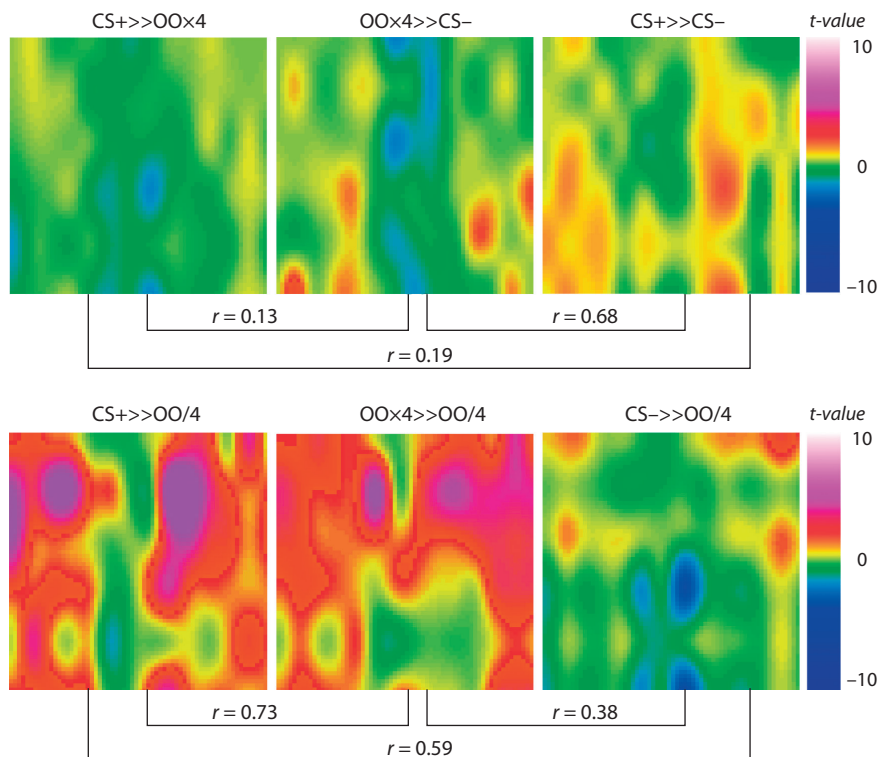 CS+>>OO×4 OO×4>>CS– CS+>>CS– t-value
10
0
–10
r = 0.13 r = 0.68
r = 0.19
CS+>>OO/4 OO×4>>OO/4 CS–>>OO/4 t-value
10
0
–10
r = 0.73 r = 0.38
r = 0.59